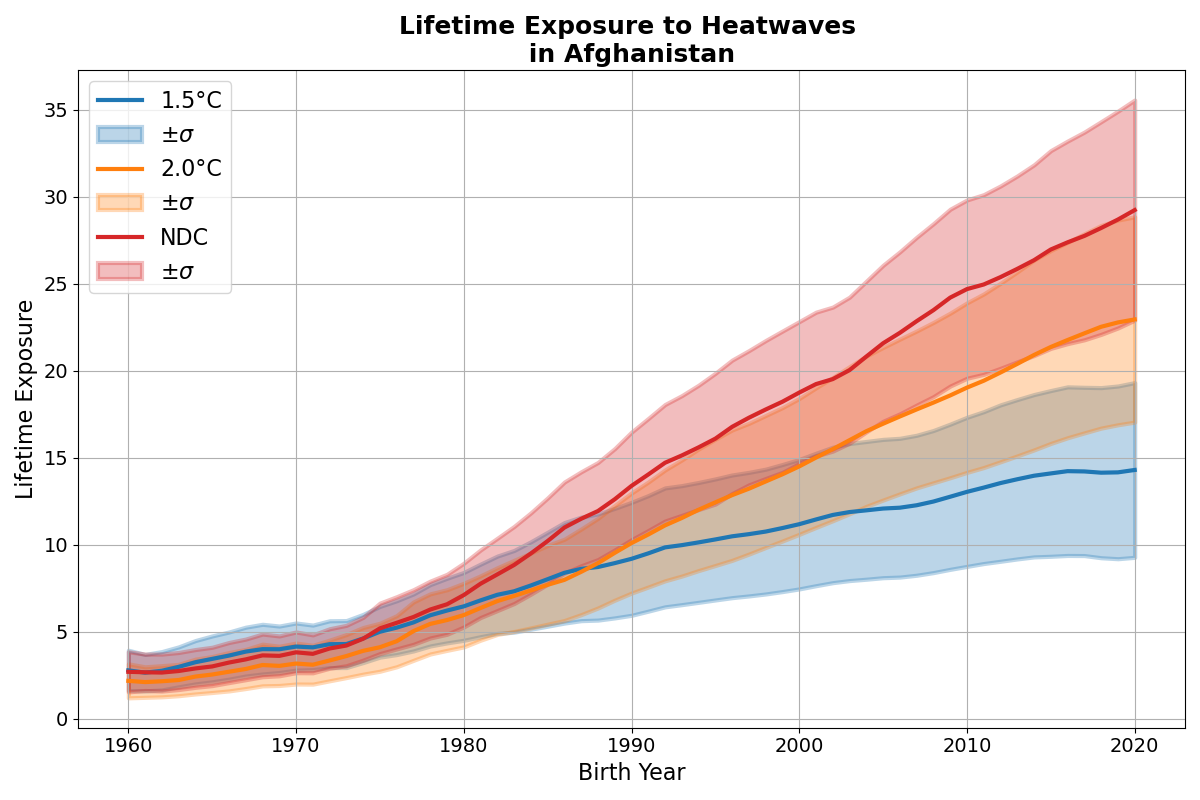 Lifetime Exposure to Heatwaves
in Afghanistan
1.5°C
±σ
2.0°C
±σ
NDC
±σ
Lifetime Exposure
35
30
25
20
15
10
5
0
1960 1970 1980 1990 2000 2010 2020
Birth Year